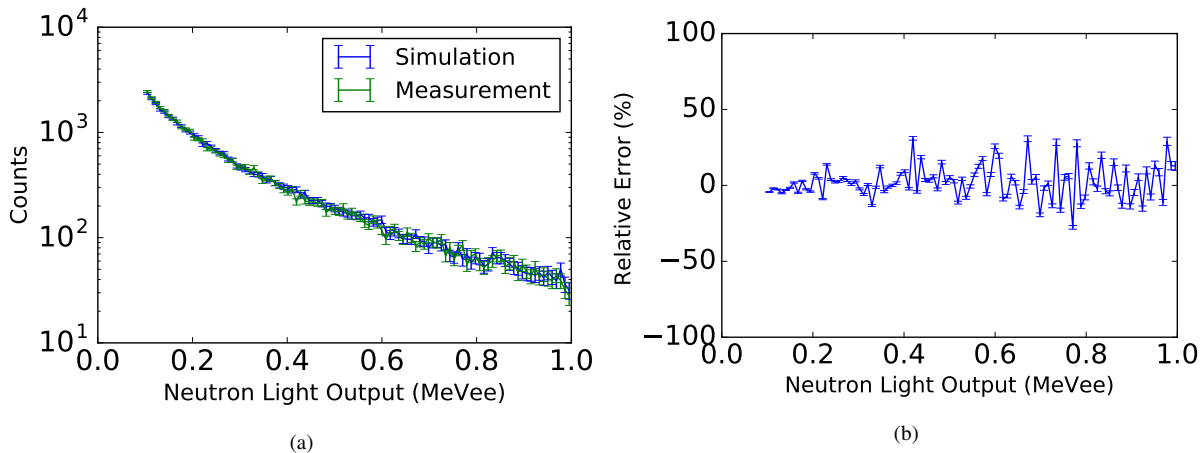 10^4
10^3
10^2
10^1
Counts
Simulation
Measurement
0.0 0.2 0.4 0.6 0.8 1.0
Neutron Light Output (MeVee)
(a)
100
50
0
−50
−100
Relative Error (%)
0.0 0.2 0.4 0.6 0.8 1.0
Neutron Light Output (MeVee)
(b)